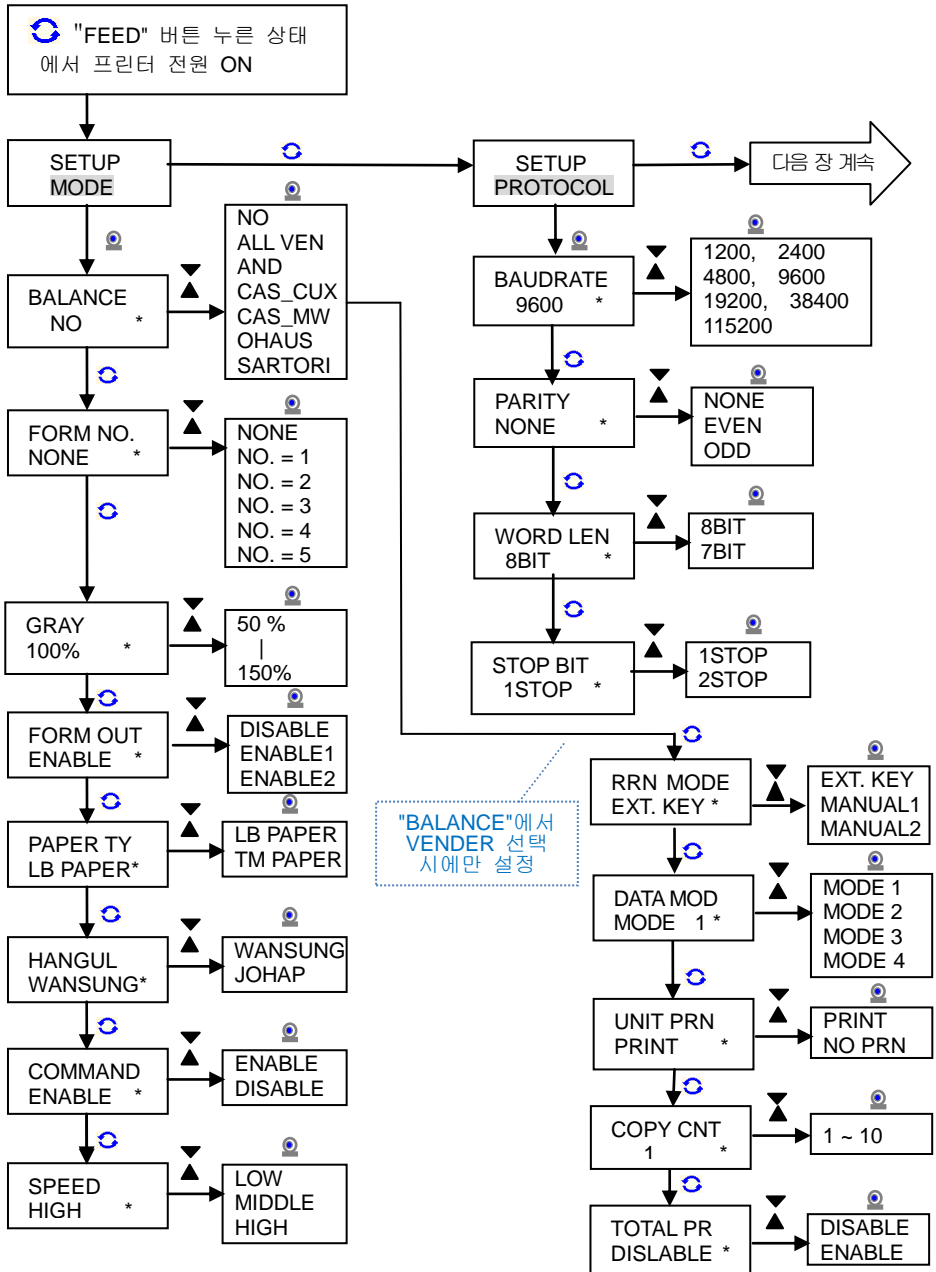 "FEED" 버튼 누른 상태
에서 프린터 전원 ON
SETUP
MODE
SETUP
PROTOCOL
다음 장 계속
BALANCE
NO *
NO
ALL VEN
AND
CAS_CUX
CAS_MW
OHAUS
SARTORI
FORM NO.
NONE *
NONE
NO. = 1
NO. = 2
NO. = 3
NO. = 4
NO. = 5
GRAY
100% *
50 %
|
150%
FORM OUT
ENABLE *
DISABLE
ENABLE1
ENABLE2
PAPER TY
LB PAPER*
LB PAPER
TM PAPER
HANGUL
WANSUNG*
WANSUNG
JOHAP
COMMAND
ENABLE *
ENABLE
DISABLE
SPEED
HIGH *
LOW
MIDDLE
HIGH
BAUDRATE
9600 *
1200, 2400
4800, 9600
19200, 38400
115200
PARITY
NONE *
NONE
EVEN
ODD
WORD LEN
8BIT *
8BIT
7BIT
STOP BIT
1STOP *
1STOP
2STOP
"BALANCE"에서
VENDER 선택
시에만 설정
RRN MODE
EXT. KEY *
EXT. KEY
MANUAL1
MANUAL2
DATA MOD
MODE 1 *
MODE 1
MODE 2
MODE 3
MODE 4
UNIT PRN
PRINT *
PRINT
NO PRN
COPY CNT
1 *
1 ~ 10
TOTAL PR
DISLABLE *
DISABLE
ENABLE